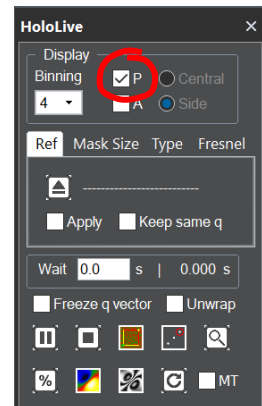 HoloLive ×
Display
Binning P Central
4 A Side
Ref Mask Size Type Fresnel
--------------------------
Apply Keep same q
Wait 0.0 s | 0.000 s
Freeze q vector Unwrap
% % C MT